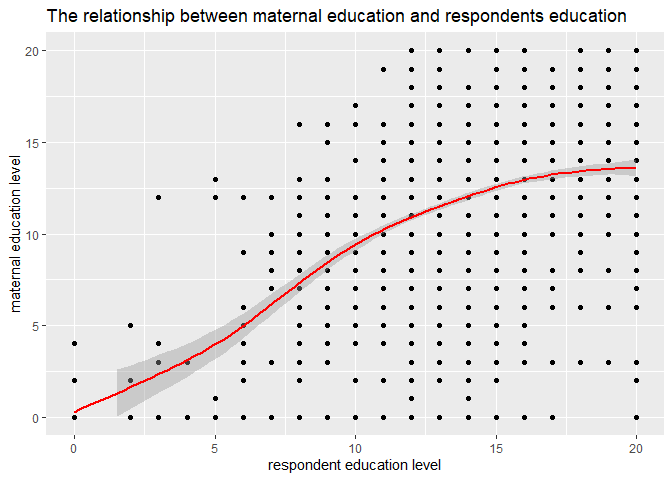 The relationship between maternal education and respondents education
20
15
10
5
0
maternal education level
0 5 10 15 20
respondent education level